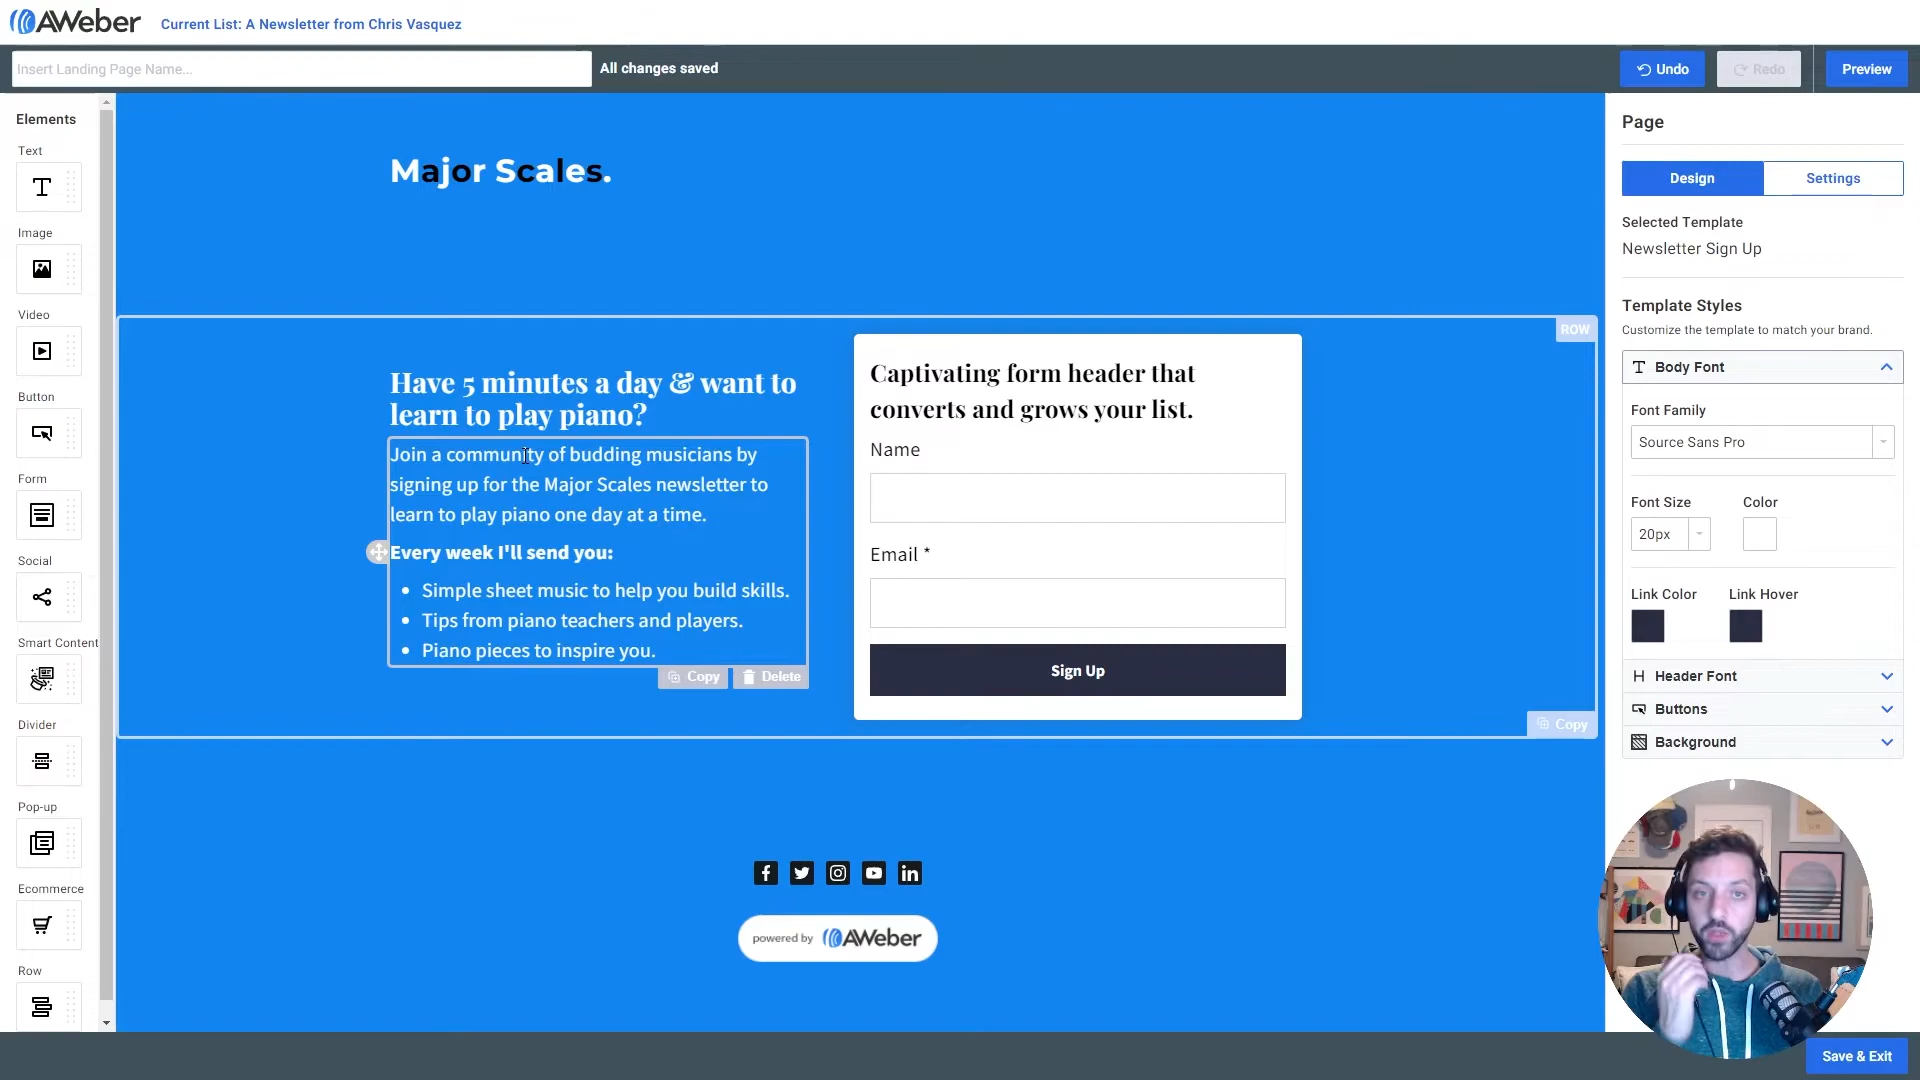 AWeber
Current List: A Newsletter from Chris Vasquez
Insert Landing Page Name...
All changes saved
Undo
Redo
Preview
Elements
Text
Image
Video
Button
Form
Social
Smart Content
Divider
Pop-up
Ecommerce
Row
Major Scales.
ROW
Have 5 minutes a day & want to
learn to play piano?
Join a community of budding musicians by
signing up for the Major Scales newsletter to
learn to play piano one day at a time.
Every week I'll send you:
• Simple sheet music to help you build skills.
• Tips from piano teachers and players.
• Piano pieces to inspire you.
Copy
Delete
Captivating form header that
converts and grows your list.
Name
Email *
Sign Up
Copy
powered by AWeber
Page
Design
Settings
Selected Template
Newsletter Sign Up
Template Styles
Customize the template to match your brand.
Body Font
Font Family
Source Sans Pro
Font Size
Color
20px
Link Color
Link Hover
Header Font
Buttons
Background
Save & Exit